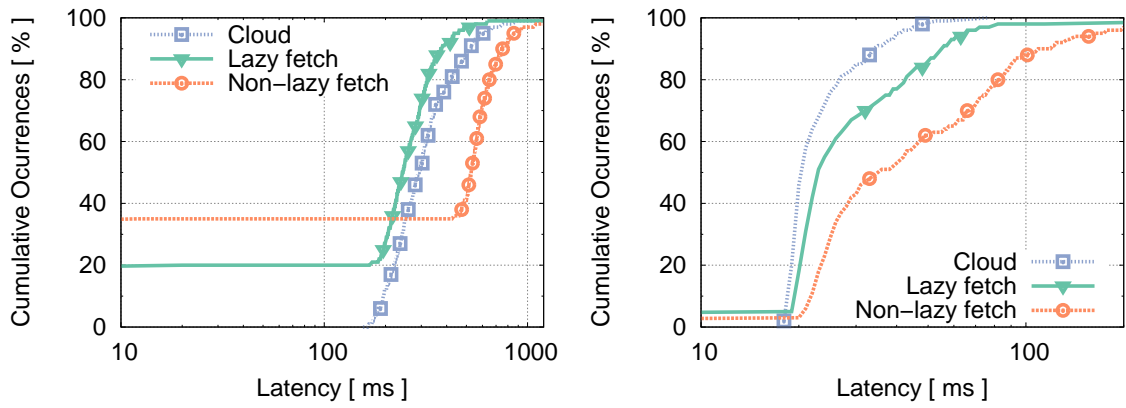 Cumulative Ocurrences [ % ]
100
80
60
40
20
0
Cloud
Lazy fetch
Non-lazy fetch
10
100
1000
Latency [ ms ]
Cumulative Ocurrences [ % ]
100
80
60
40
20
0
Cloud
Lazy fetch
Non-lazy fetch
10
100
Latency [ ms ]